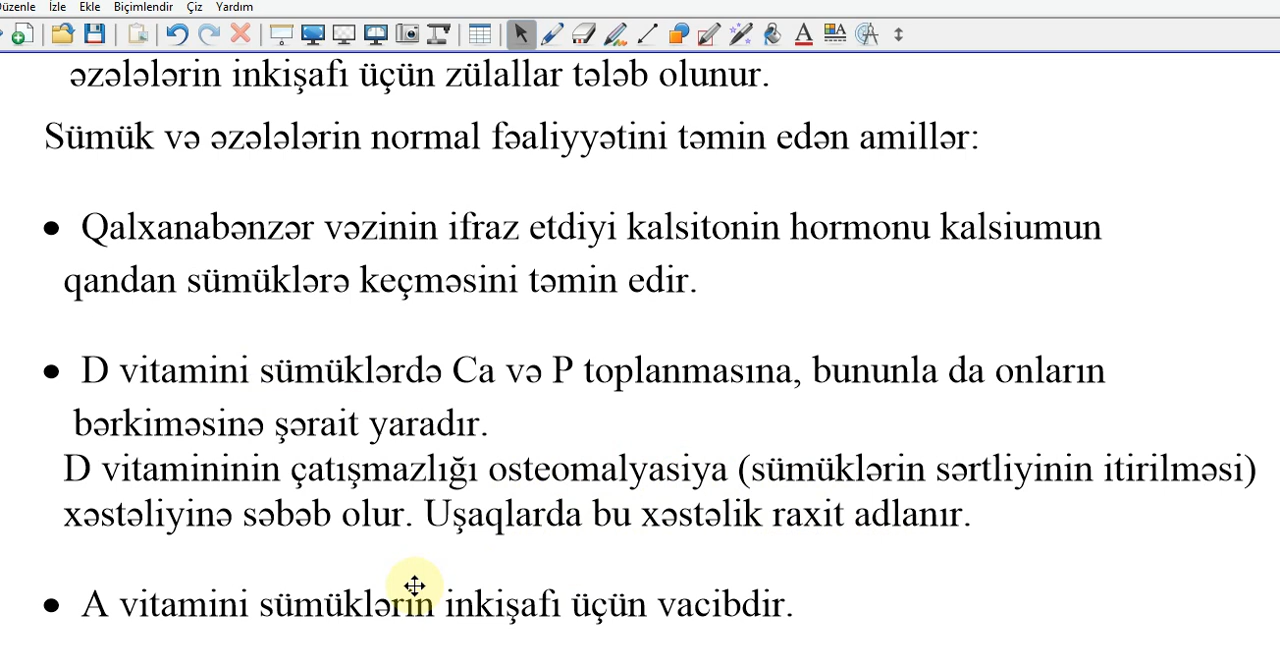 Düzenle İzle Ekle Biçimlendir Çiz Yardım
əzələlərin inkişafı üçün zülallar tələb olunur.
Sümük və əzələlərin normal fəaliyyətini təmin edən amillər:
• Qalxanabənzər vəzinin ifraz etdiyi kalsitonin hormonu kalsiumun
qandan sümüklərə keçməsini təmin edir.
• D vitamini sümüklərdə Ca və P toplanmasına, bununla da onların
bərkiməsinə şərait yaradır.
D vitamininin çatışmazlığı osteomalyasiya (sümüklərin sərtliyinin itirilməsi)
xəstəliyinə səbəb olur. Uşaqlarda bu xəstəlik raxit adlanır.
• A vitamini sümüklərin inkişafı üçün vacibdir.